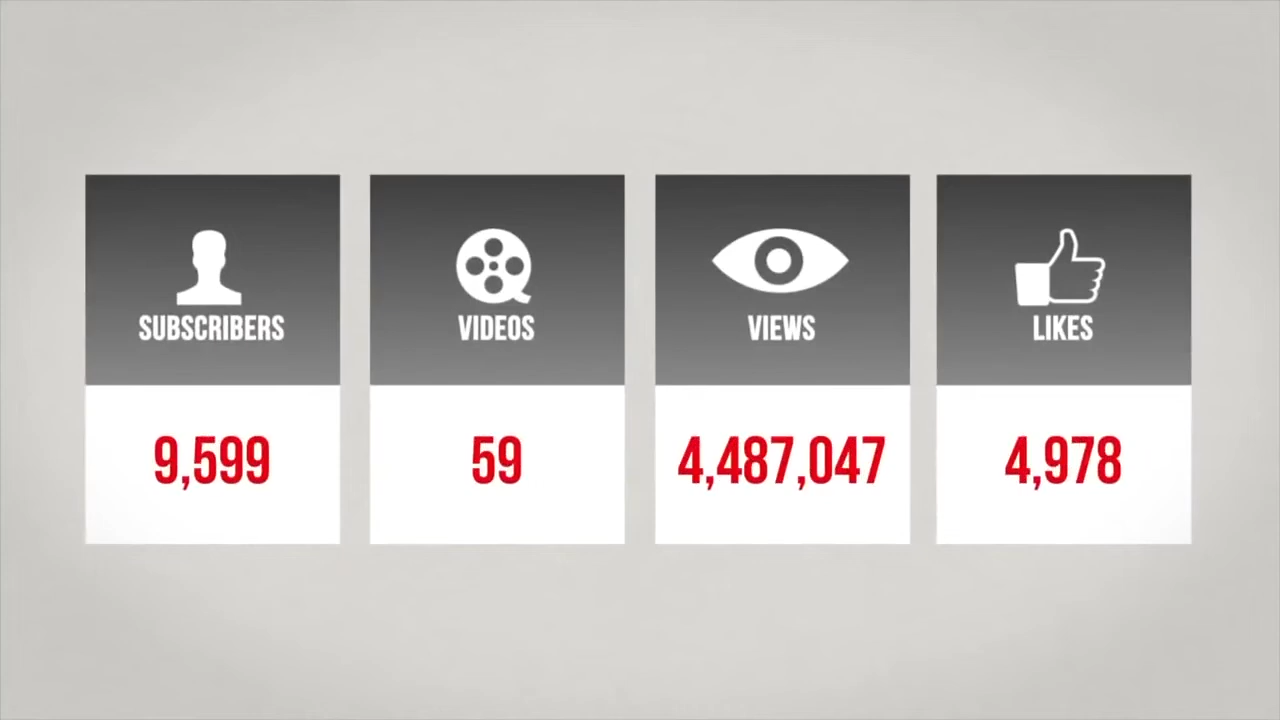 SUBSCRIBERS
9,599
VIDEOS
59
VIEWS
4,487,047
LIKES
4,978